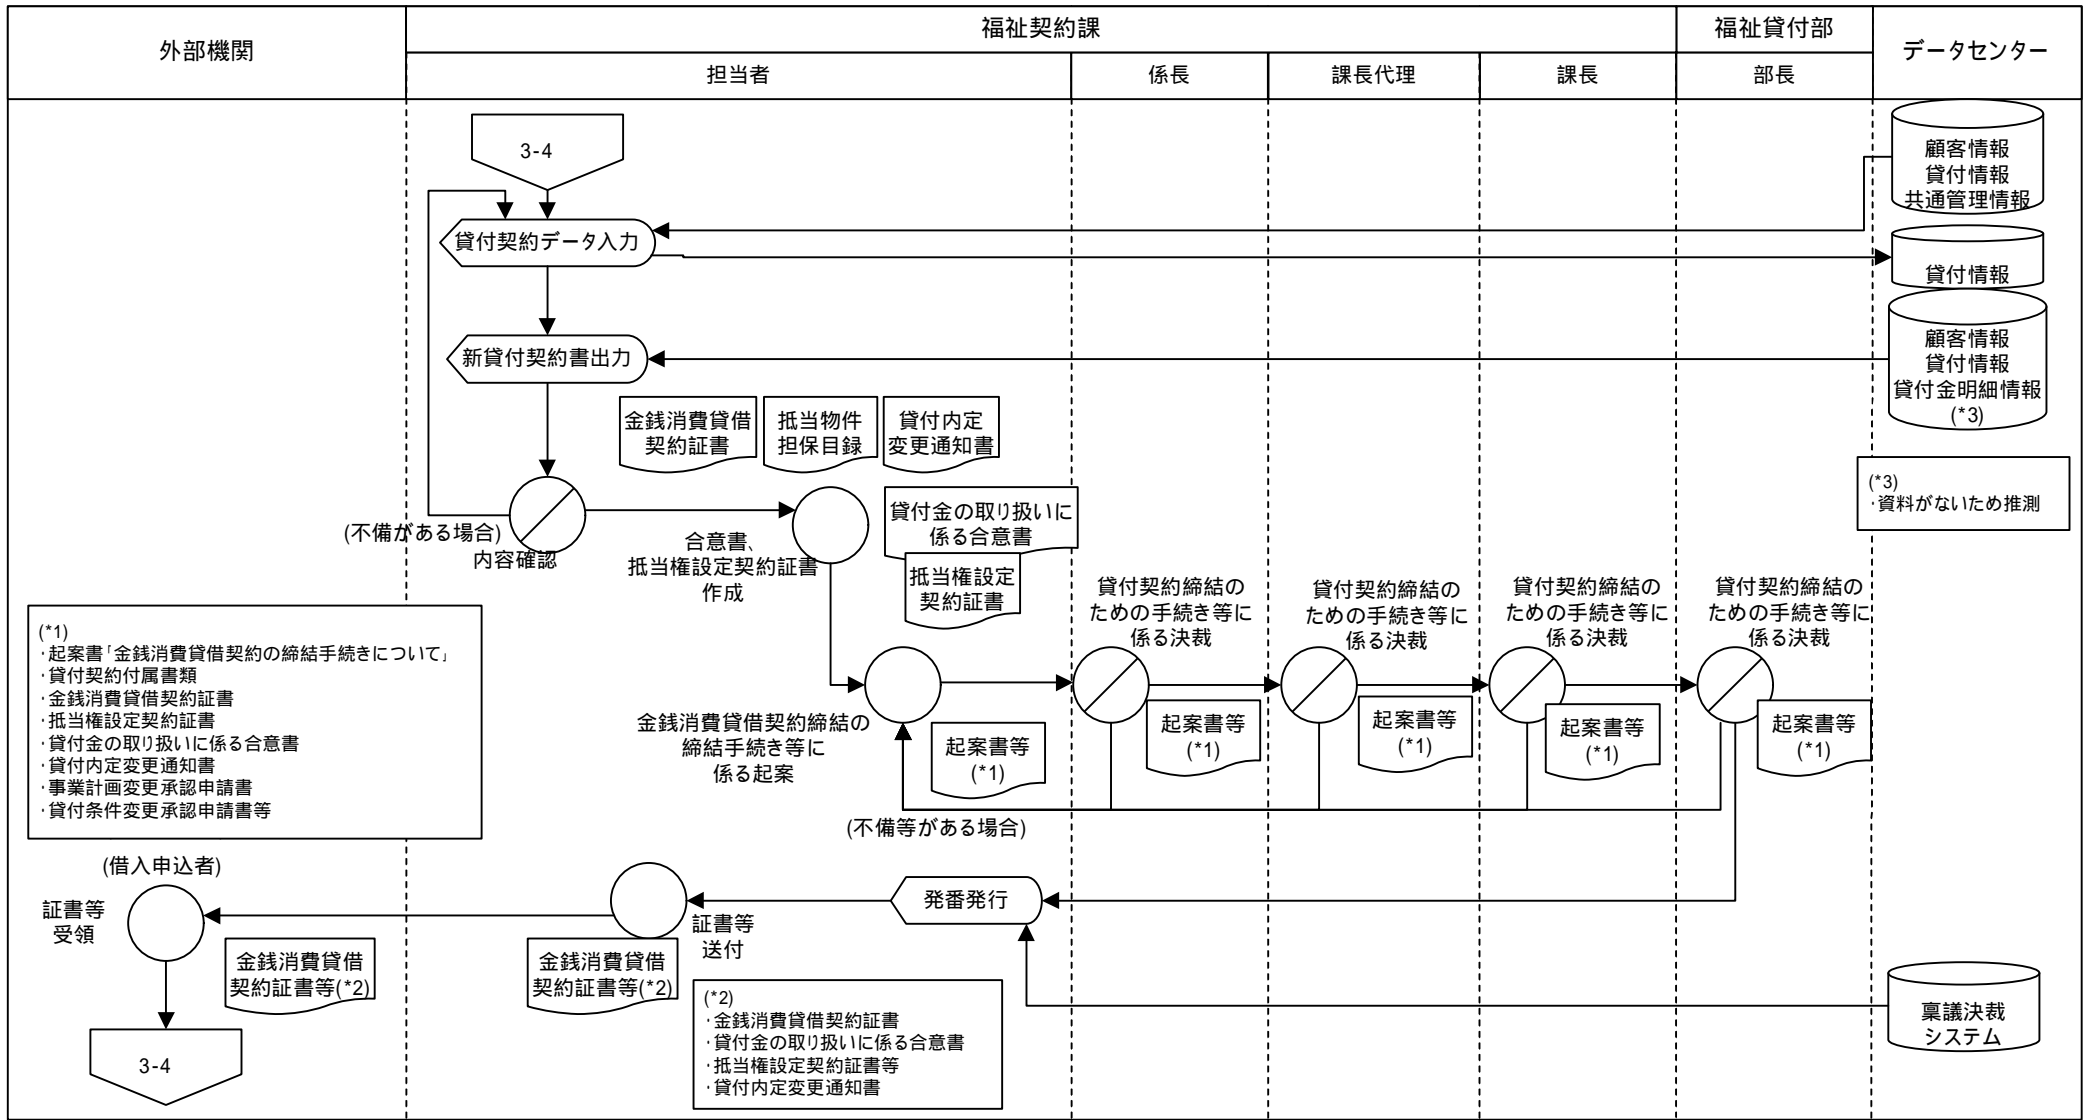 外部機関
福祉契約課
福祉貸付部
データセンター
担当者
係長
課長代理
課長
部長
3-4
顧客情報
貸付情報
共通管理情報
貸付契約データ入力
貸付情報
新貸付契約書出力
顧客情報
貸付情報
貸付金明細情報
(*3)
金銭消費貸借
契約証書
抵当物件
担保目録
貸付内定
変更通知書
(*3)
・資料がないため推測
(不備がある場合)
内容確認
合意書、
抵当権設定契約証書
作成
貸付金の取り扱いに
係る合意書
抵当権設定
契約証書
貸付契約締結の
ための手続き等に
係る決裁
貸付契約締結の
ための手続き等に
係る決裁
貸付契約締結の
ための手続き等に
係る決裁
貸付契約締結の
ための手続き等に
係る決裁
(*1)
・起案書「金銭消費貸借契約の締結手続きについて」
・貸付契約付属書類
・金銭消費貸借契約証書
・抵当権設定契約証書
・貸付金の取り扱いに係る合意書
・貸付内定変更通知書
・事業計画変更承認申請書
・貸付条件変更承認申請書等
金銭消費貸借契約締結の
締結手続き等に
係る起案
起案書等
(*1)
起案書等
(*1)
起案書等
(*1)
起案書等
(*1)
起案書等
(*1)
(不備等がある場合)
(借入申込者)
証書等
受領
金銭消費貸借
契約証書等(*2)
証書等
送付
金銭消費貸借
契約証書等(*2)
発番発行
(*2)
・金銭消費貸借契約証書
・貸付金の取り扱いに係る合意書
・抵当権設定契約証書等
・貸付内定変更通知書
稟議決裁
システム
3-4